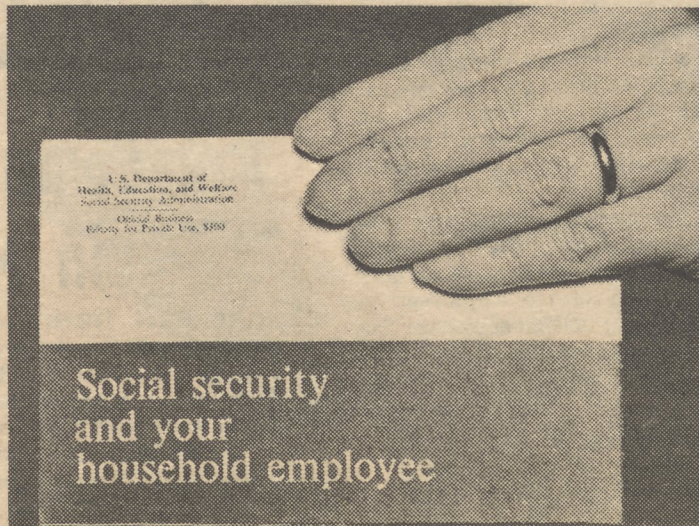 U.S. Department of
Health, Education, and Welfare
Social Security Administration
Official Business
Penalty for Private Use, $300
Social security
and your
household employee